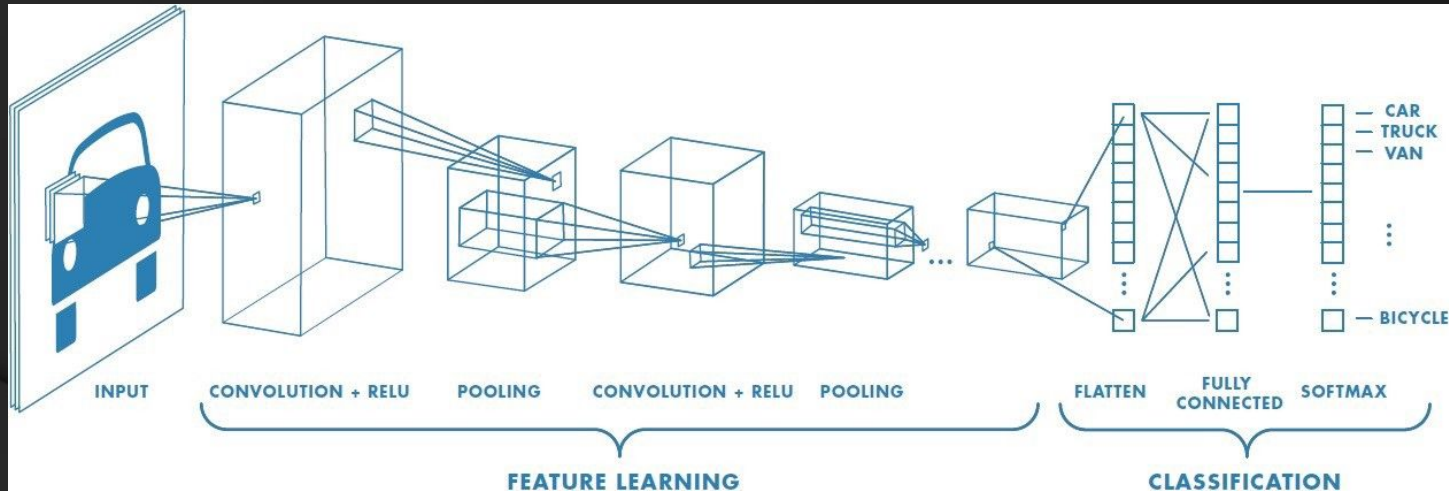 CAR
TRUCK
VAN
BICYCLE
INPUT
CONVOLUTION + RELU
POOLING
CONVOLUTION + RELU
POOLING
FLATTEN
FULLY
CONNECTED
SOFTMAX
FEATURE LEARNING
CLASSIFICATION